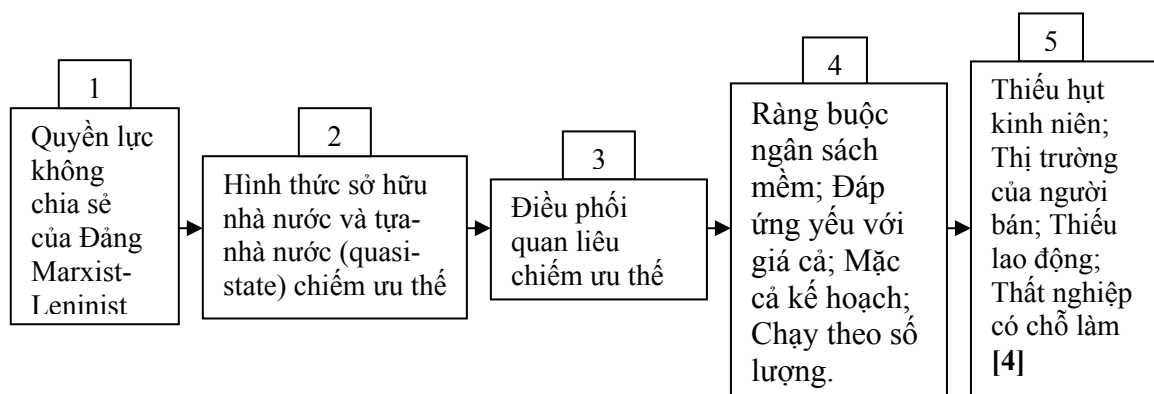 1
Quyền lực
không
chia sẻ
của Đảng
Marxist-
Leninist
2
Hình thức sở hữu
nhà nước và tựa-
nhà nước (quasi-
state) chiếm ưu thế
3
Điều phối
quan liêu
chiếm ưu thế
4
Ràng buộc
ngân sách
mềm; Đáp
ứng yếu với
giá cả; Mặc
cả kế hoạch;
Chạy theo số
lượng.
5
Thiếu hụt
kinh niên;
Thị trường
của người
bán; Thiếu
lao động;
Thất nghiệp
có chỗ làm
[4]